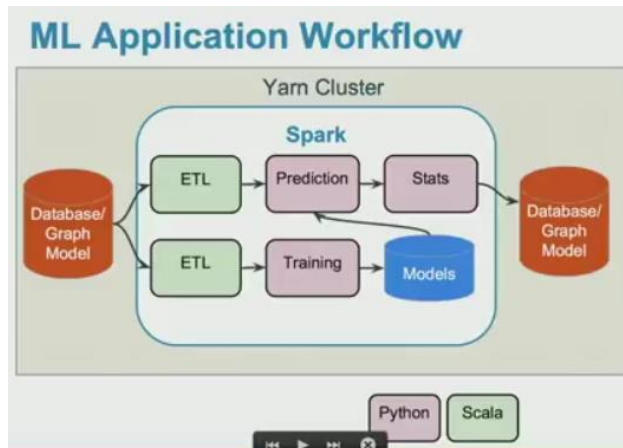 ML Application Workflow
Yarn Cluster
Spark
Database/
Graph
Model
ETL
Prediction
Stats
Database/
Graph
Model
ETL
Training
Models
Python
Scala